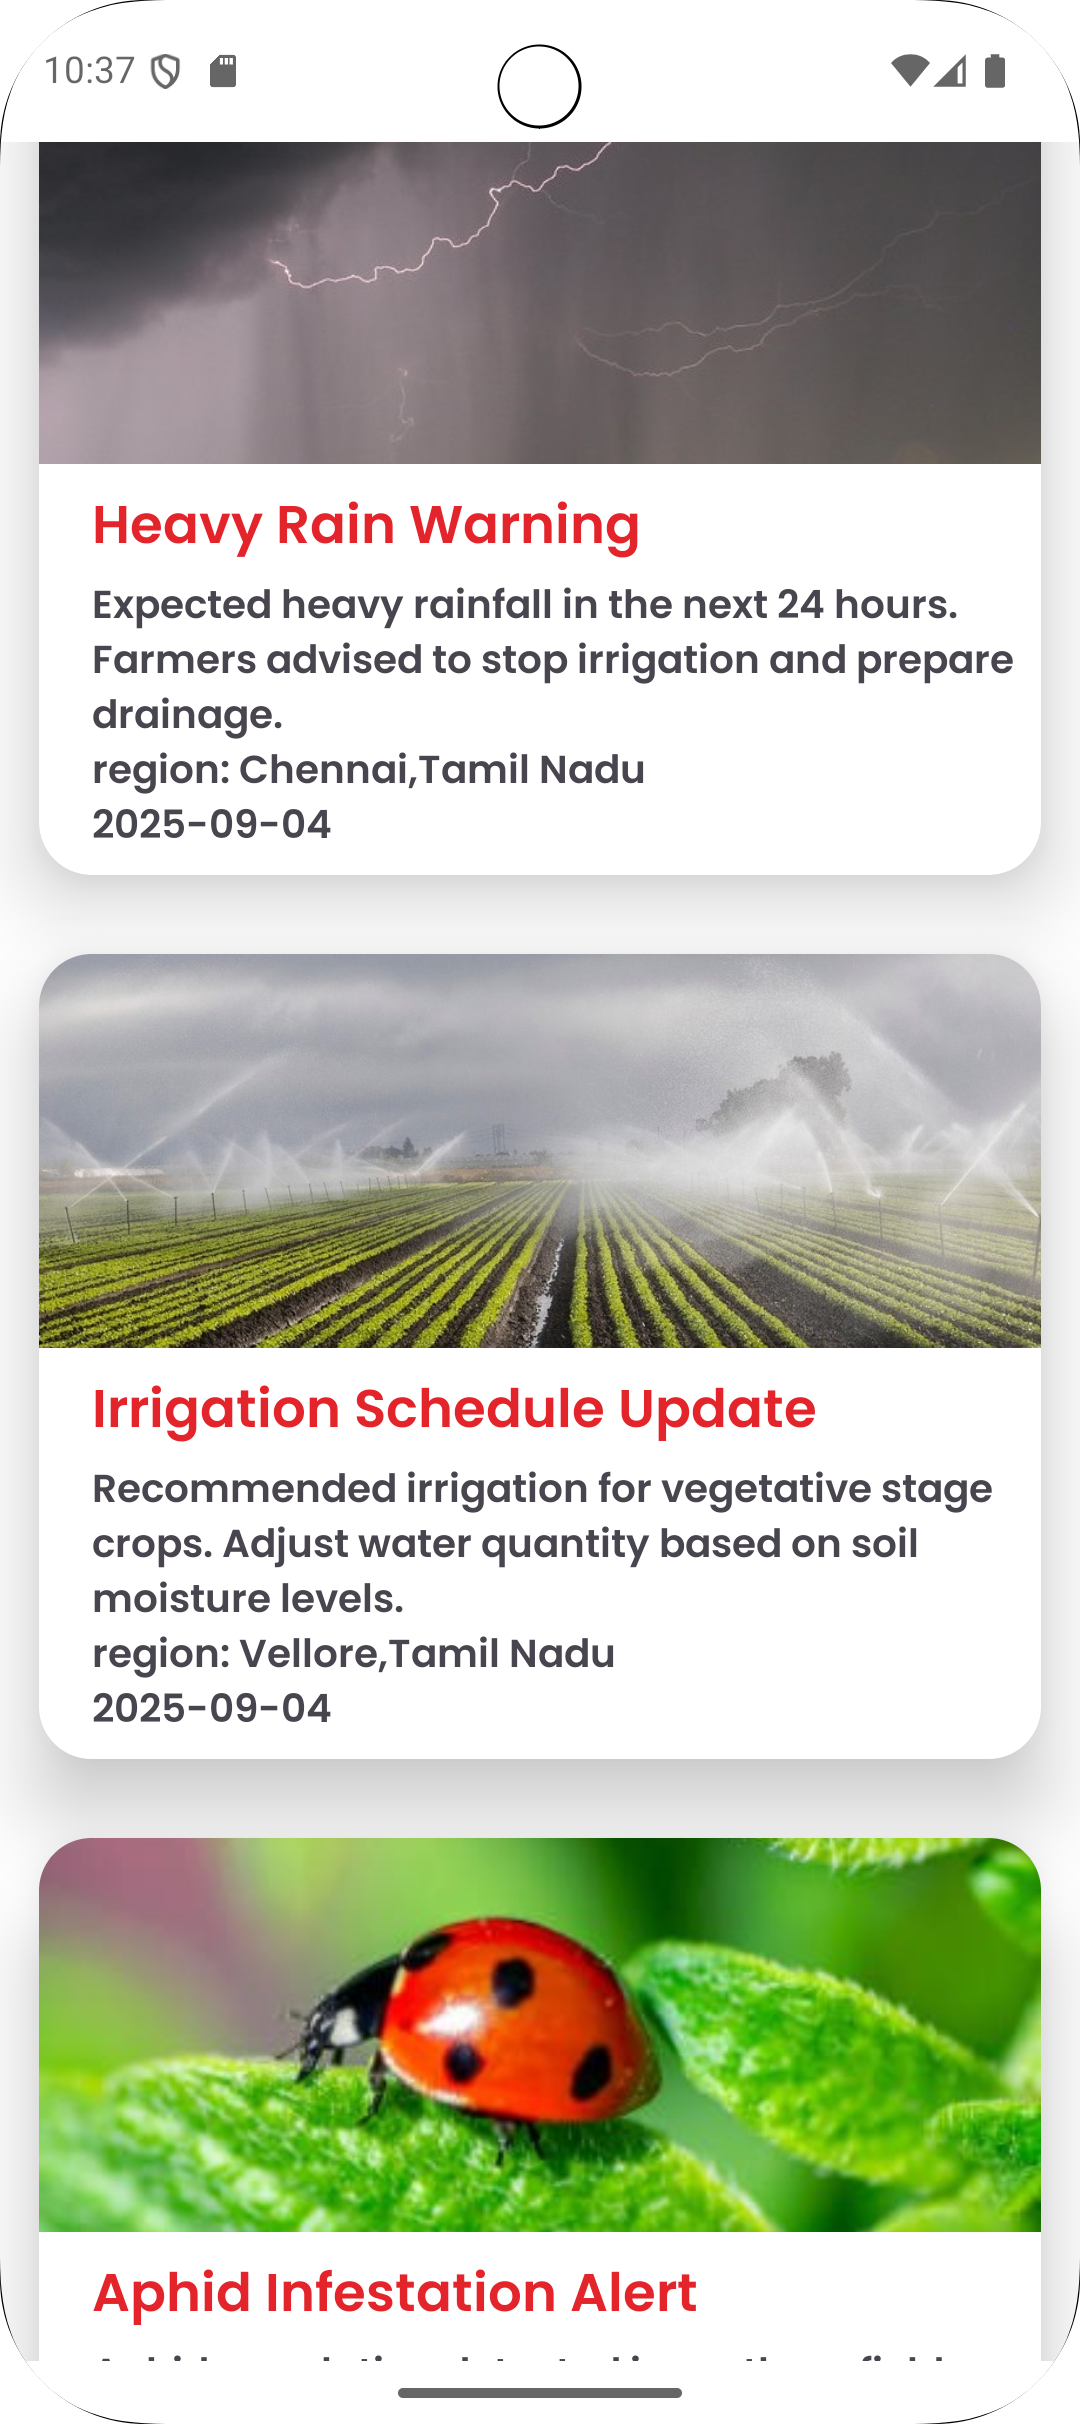 10:37
Heavy Rain Warning
Expected heavy rainfall in the next 24 hours.
Farmers advised to stop irrigation and prepare
drainage.
region: Chennai,Tamil Nadu
2025-09-04
Irrigation Schedule Update
Recommended irrigation for vegetative stage
crops. Adjust water quantity based on soil
moisture levels.
region: Vellore,Tamil Nadu
2025-09-04
Aphid Infestation Alert